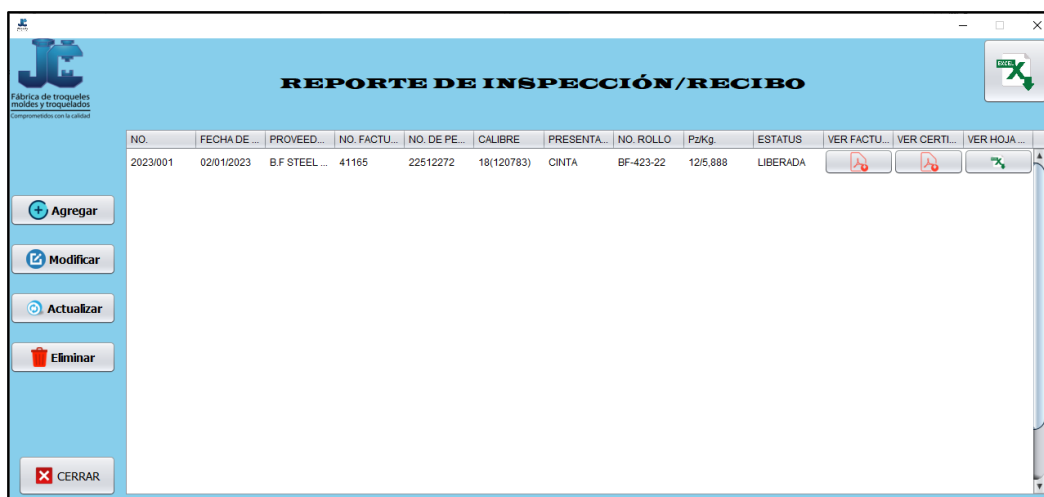 JC
Fábrica de troqueles
moldes y troquelados
Comprometidos con la calidad
REPORTE DE INSPECCIÓN/RECIBO
EXCEL
X
NO. FECHA DE ... PROVEED... NO. FACTU... NO. DE PE... CALIBRE PRESENTA... NO. ROLLO Pz/Kg. ESTATUS VER FACTU... VER CERTI... VER HOJA ...
2023/001 02/01/2023 B.F STEEL ... 41165 22512272 18(120783) CINTA BF-423-22 12/5,888 LIBERADA
Agregar
Modificar
Actualizar
Eliminar
CERRAR